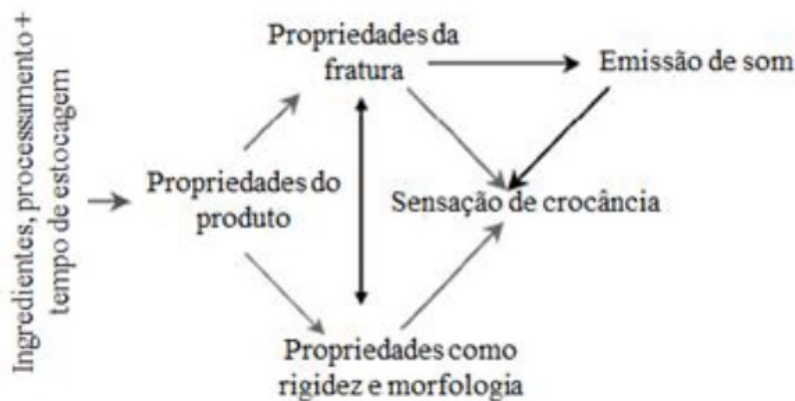 Ingredientes, processamento +
tempo de estocagem
Propriedades do
produto
Propriedades da
fratura
Emissão de som
Sensação de crocância
Propriedades como
rigidez e morfologia